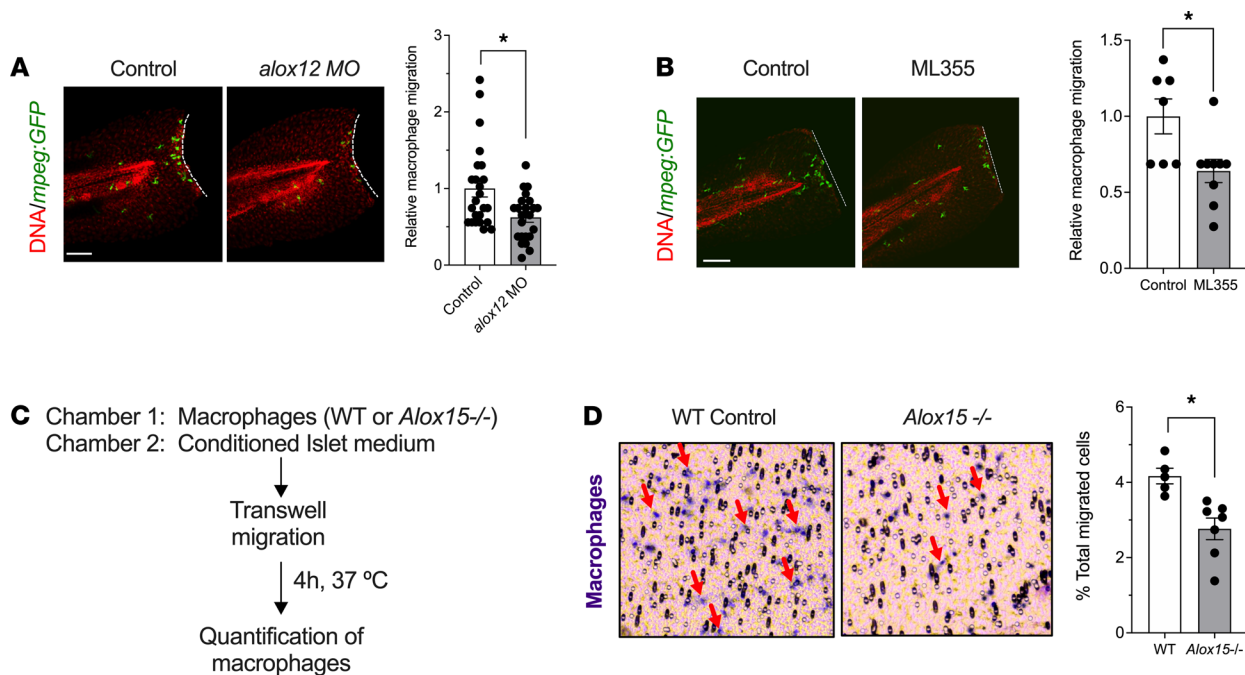 A
Control
alox12 MO
DNA/mpeg:GFP
*
Relative macrophage migration
3
2
1
0
Control
alox12 MO
B
Control
ML355
DNA/mpeg:GFP
*
Relative macrophage migration
1.5
1.0
0.5
0.0
Control
ML355
C
Chamber 1: Macrophages (WT or Alox15-/-)
Chamber 2: Conditioned Islet medium
Transwell
migration
4h, 37 ºC
Quantification of
macrophages
D
WT Control
Alox15 -/-
Macrophages
*
% Total migrated cells
6
4
2
0
WT
Alox15-/-